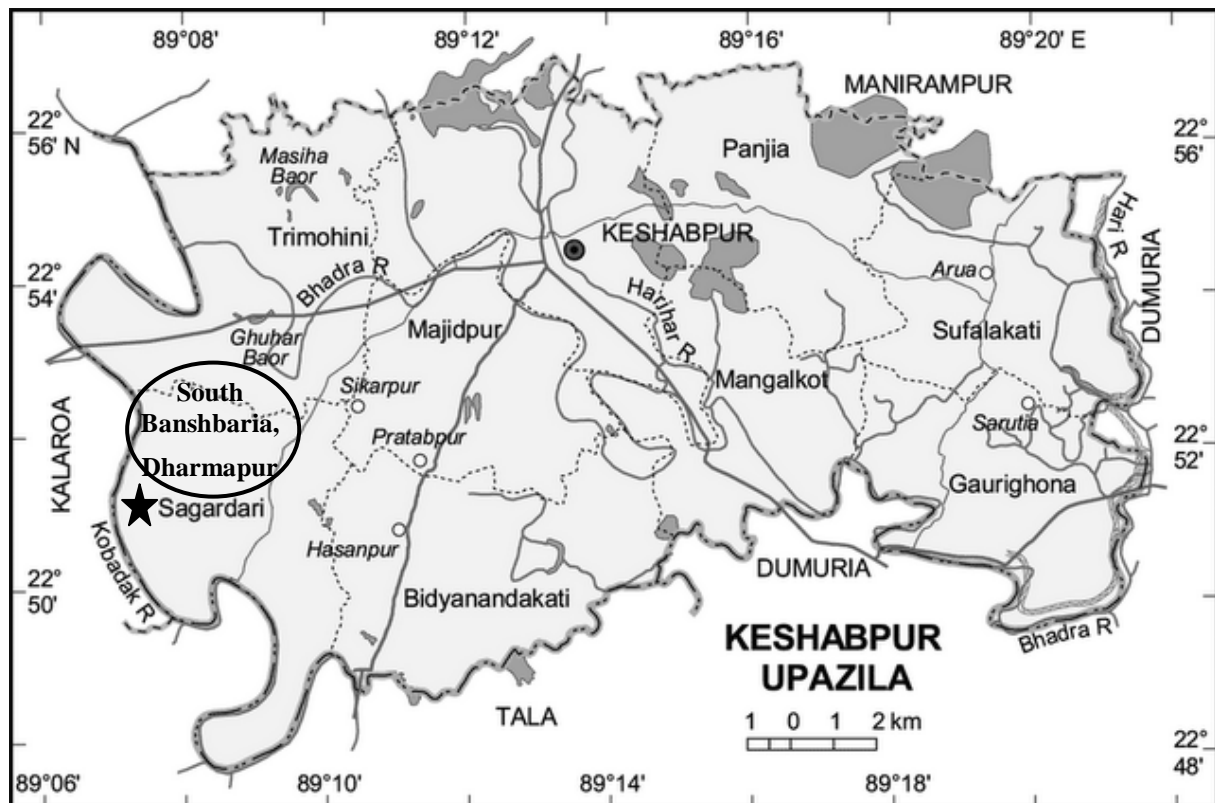 89°08'
89°12'
89°16'
89°20' E
22°
56' N
22°
56'
MANIRAMPUR
Panjia
Masiha
Baor
Trimohini
KESHABPUR
Hari R
DUMURIA
Bhadra R
Arua
22°
54'
Harihar R
Majidpur
Sufalakati
Ghuhar
Baor
Mangalkot
South
Banshbaria,
Dharmapur
Sikarpur
Sarutia
KALAROA
Pratabpur
22°
52'
Gaurighona
Sagardari
Kobadak R
Hasanpur
DUMURIA
22°
50'
Bidyanandakati
Bhadra R
KESHABPUR
UPAZILA
TALA
1 0 1 2 km
22°
48'
89°06'
89°10'
89°14'
89°18'